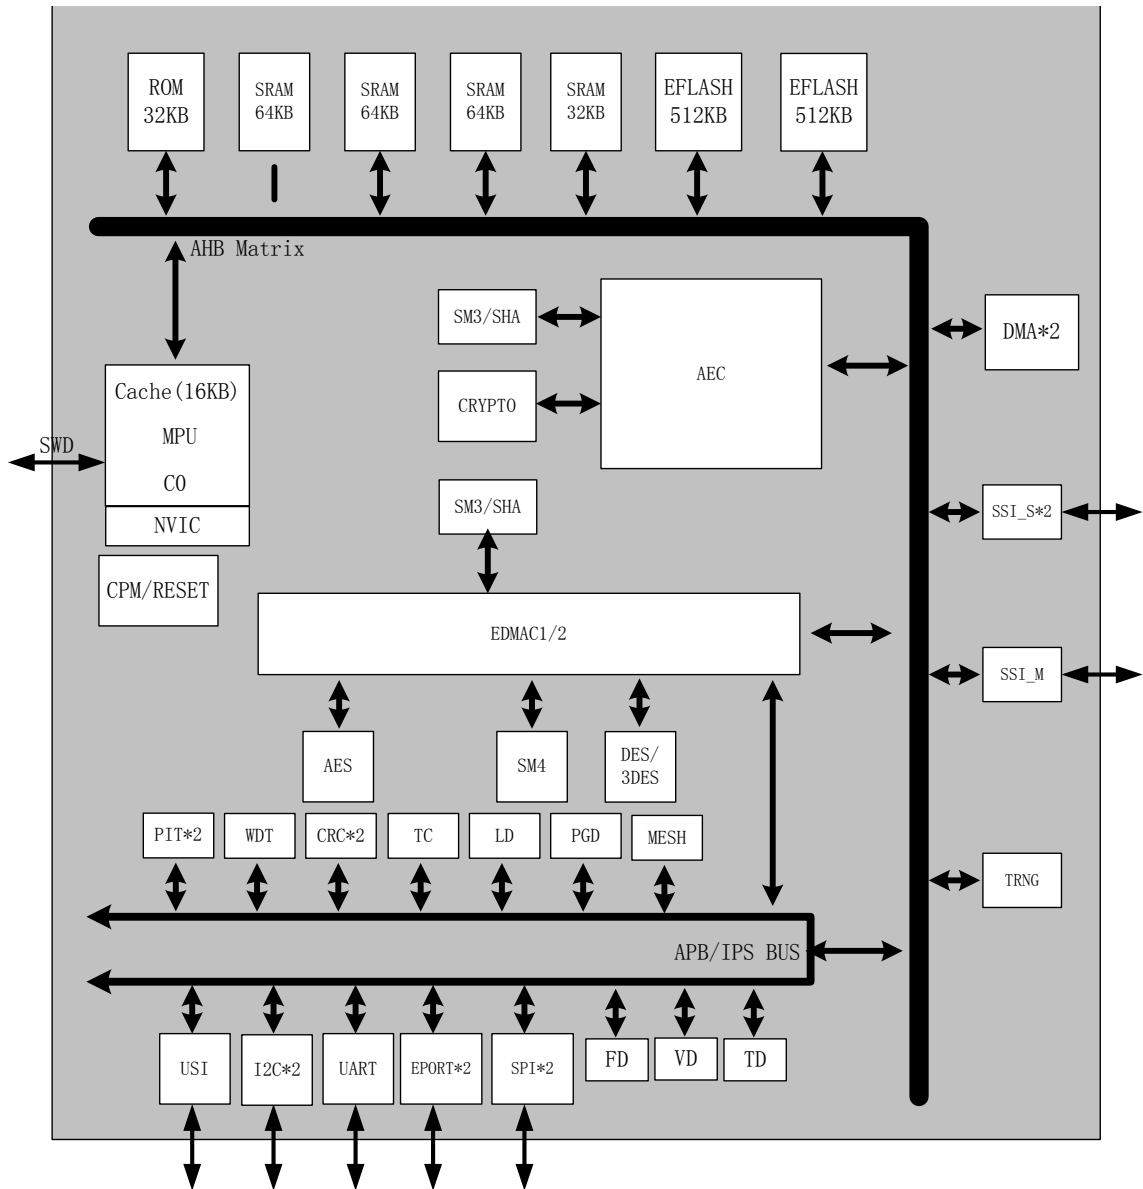 ROM
32KB
SRAM
64KB
SRAM
64KB
SRAM
64KB
SRAM
32KB
EFLASH
512KB
EFLASH
512KB
AHB Matrix
SM3/SHA
AEC
DMA*2
Cache(16KB)
MPU
C0
NVIC
CRYPTO
SWD
SM3/SHA
SSI_S*2
CPM/RESET
EDMAC1/2
SSI_M
AES
SM4
DES/
3DES
PIT*2
WDT
CRC*2
TC
LD
PGD
MESH
TRNG
APB/IPS BUS
USI
I2C*2
UART
EPORT*2
SPI*2
FD
VD
TD